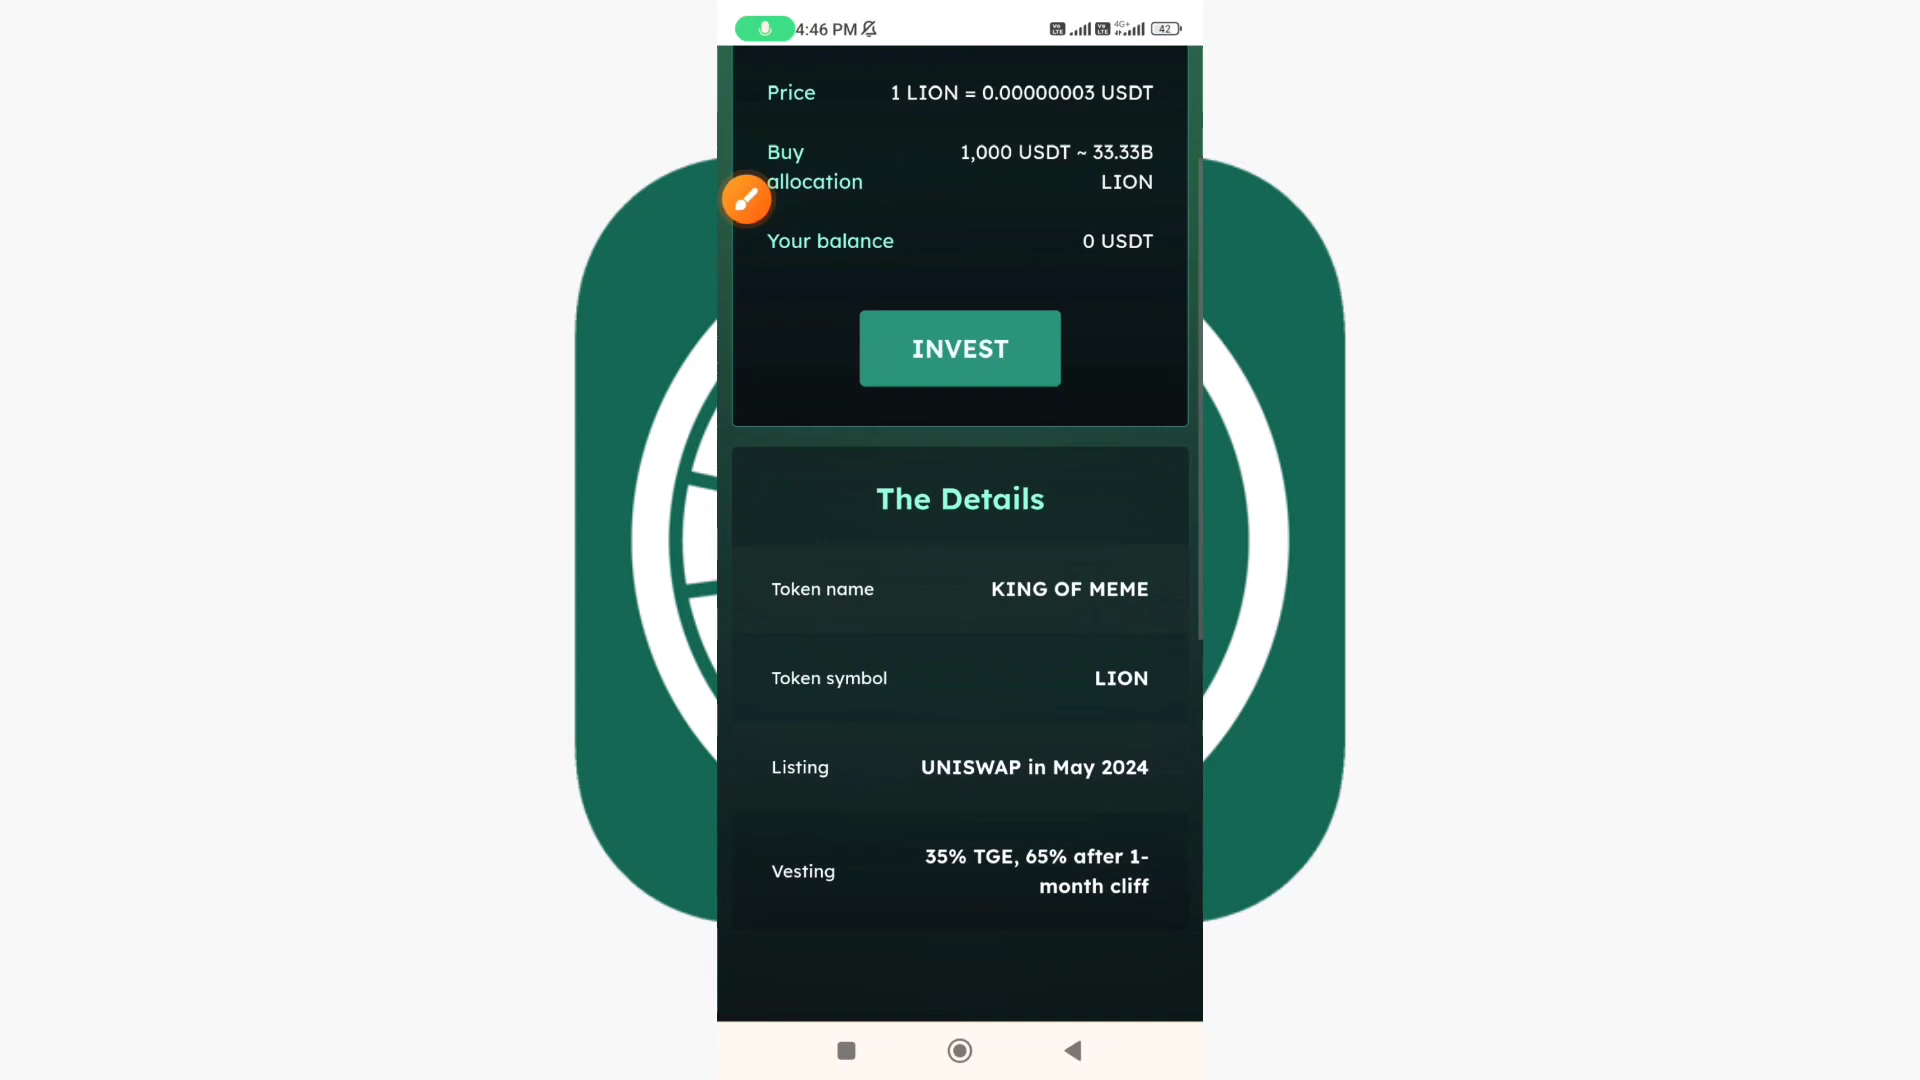 4:46 PM
4G+
42
Price 1 LION = 0.00000003 USDT
Buy allocation 1,000 USDT ~ 33.33B LION
Your balance 0 USDT
INVEST
The Details
Token name KING OF MEME
Token symbol LION
Listing UNISWAP in May 2024
Vesting 35% TGE, 65% after 1-
month cliff